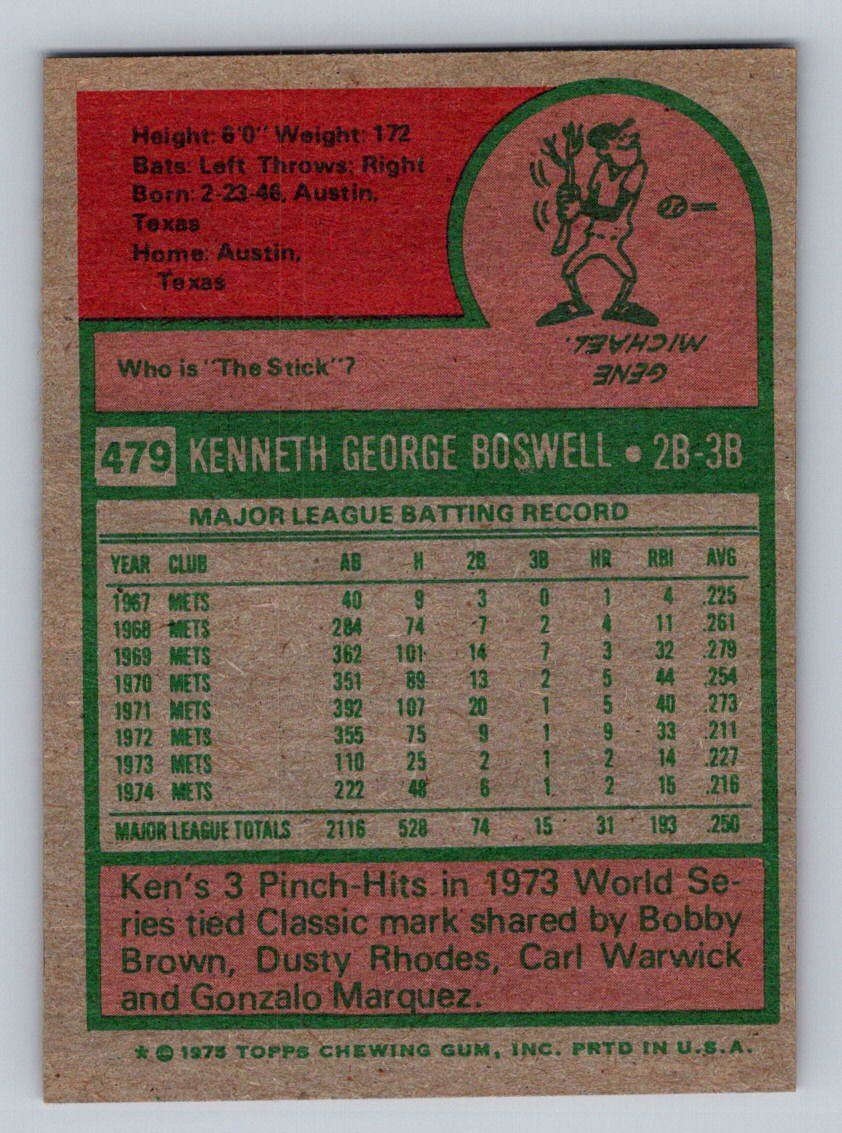 Height: 6'0" Weight: 172
Bats: Left Throws: Right
Born: 2-23-46, Austin,
Texas
Home: Austin,
Texas
Who is "The Stick"?
GENE
MICHAEL.
479 KENNETH GEORGE BOSWELL • 2B-3B
MAJOR LEAGUE BATTING RECORD
YEAR CLUB AB H 2B 3B HR RBI AVG
1967 METS 40 9 3 0 1 4 .225
1968 METS 284 74 7 2 4 11 .261
1969 METS 362 101 14 7 3 32 .279
1970 METS 351 89 13 2 5 44 .254
1971 METS 392 107 20 1 5 40 .273
1972 METS 355 75 9 1 9 33 .211
1973 METS 110 25 2 1 2 14 .227
1974 METS 222 48 6 1 2 15 .216
MAJOR LEAGUE TOTALS 2116 528 74 15 31 193 .250
Ken's 3 Pinch-Hits in 1973 World Se-
ries tied Classic mark shared by Bobby
Brown, Dusty Rhodes, Carl Warwick
and Gonzalo Marquez.
* © 1975 TOPPS CHEWING GUM, INC. PRTD IN U.S.A.